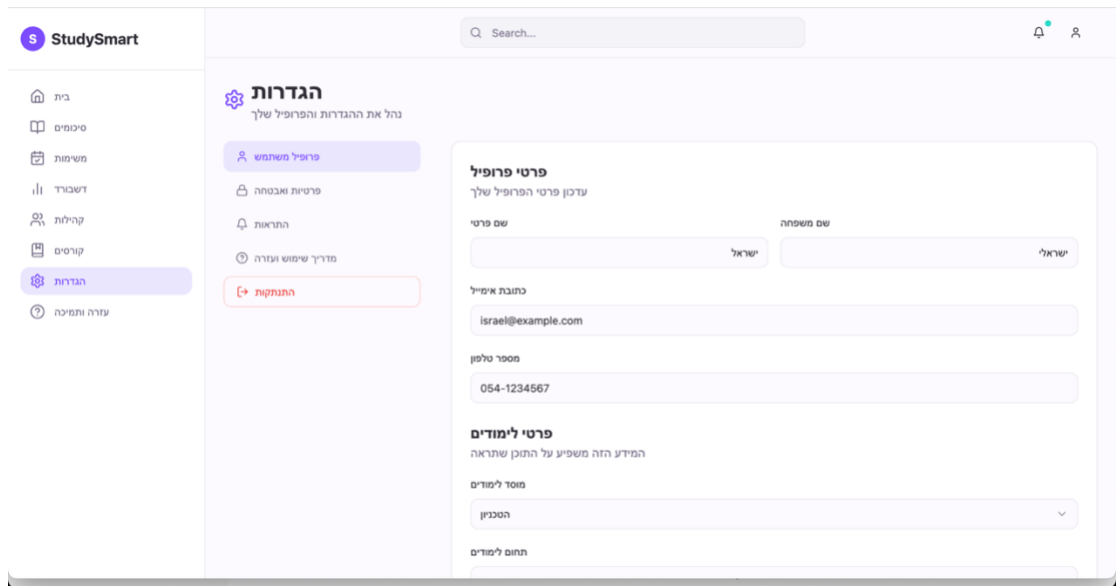 S StudySmart
Search...
בית
סיכומים
משימות
דשבורד
קהילות
קורסים
הגדרות
עזרה ותמיכה
הגדרות
נהל את ההגדרות והפרופיל שלך
פרופיל משתמש
פרטיות ואבטחה
התראות
מדריך שימוש ועזרה
התנתקות
פרטי פרופיל
עדכון פרטי הפרופיל שלך
שם פרטי
ישראל
שם משפחה
ישראלי
כתובת אימייל
israel@example.com
מספר טלפון
054-1234567
פרטי לימודים
המידע הזה משפיע על התוכן שתראה
מוסד לימודים
הטכניון
תחום לימודים